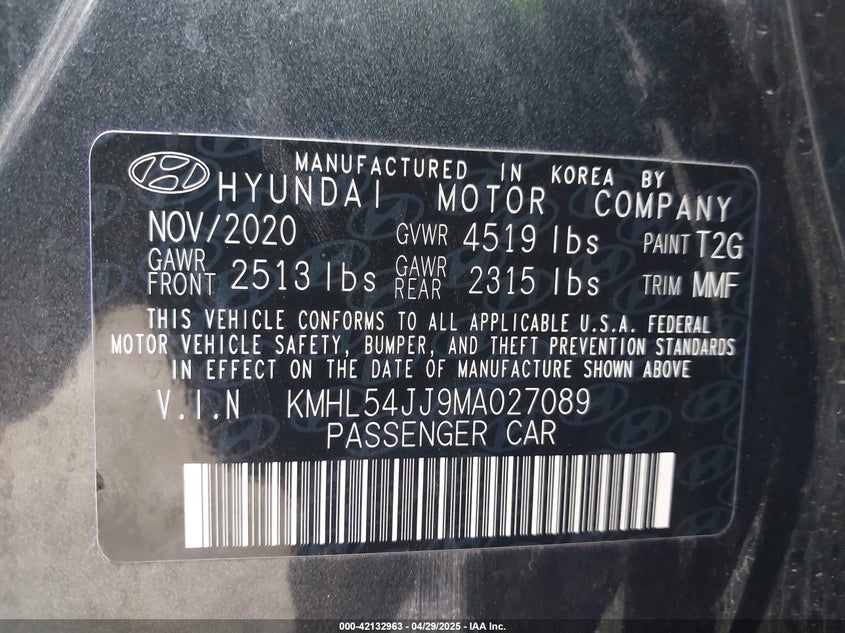 MANUFACTURED IN KOREA BY
HYUNDAI MOTOR COMPANY
NOV/2020 GVWR 4519 lbs PAINT T2G
GAWR FRONT 2513 lbs GAWR REAR 2315 lbs TRIM MMF
THIS VEHICLE CONFORMS TO ALL APPLICABLE U.S.A. FEDERAL
MOTOR VEHICLE SAFETY, BUMPER, AND THEFT PREVENTION STANDARDS
IN EFFECT ON THE DATE OF MANUFACTURE SHOWN ABOVE
V.I.N KMHL54JJ9MA027089
PASSENGER CAR
000-42132963 - 04/29/2025 - IAA Inc.